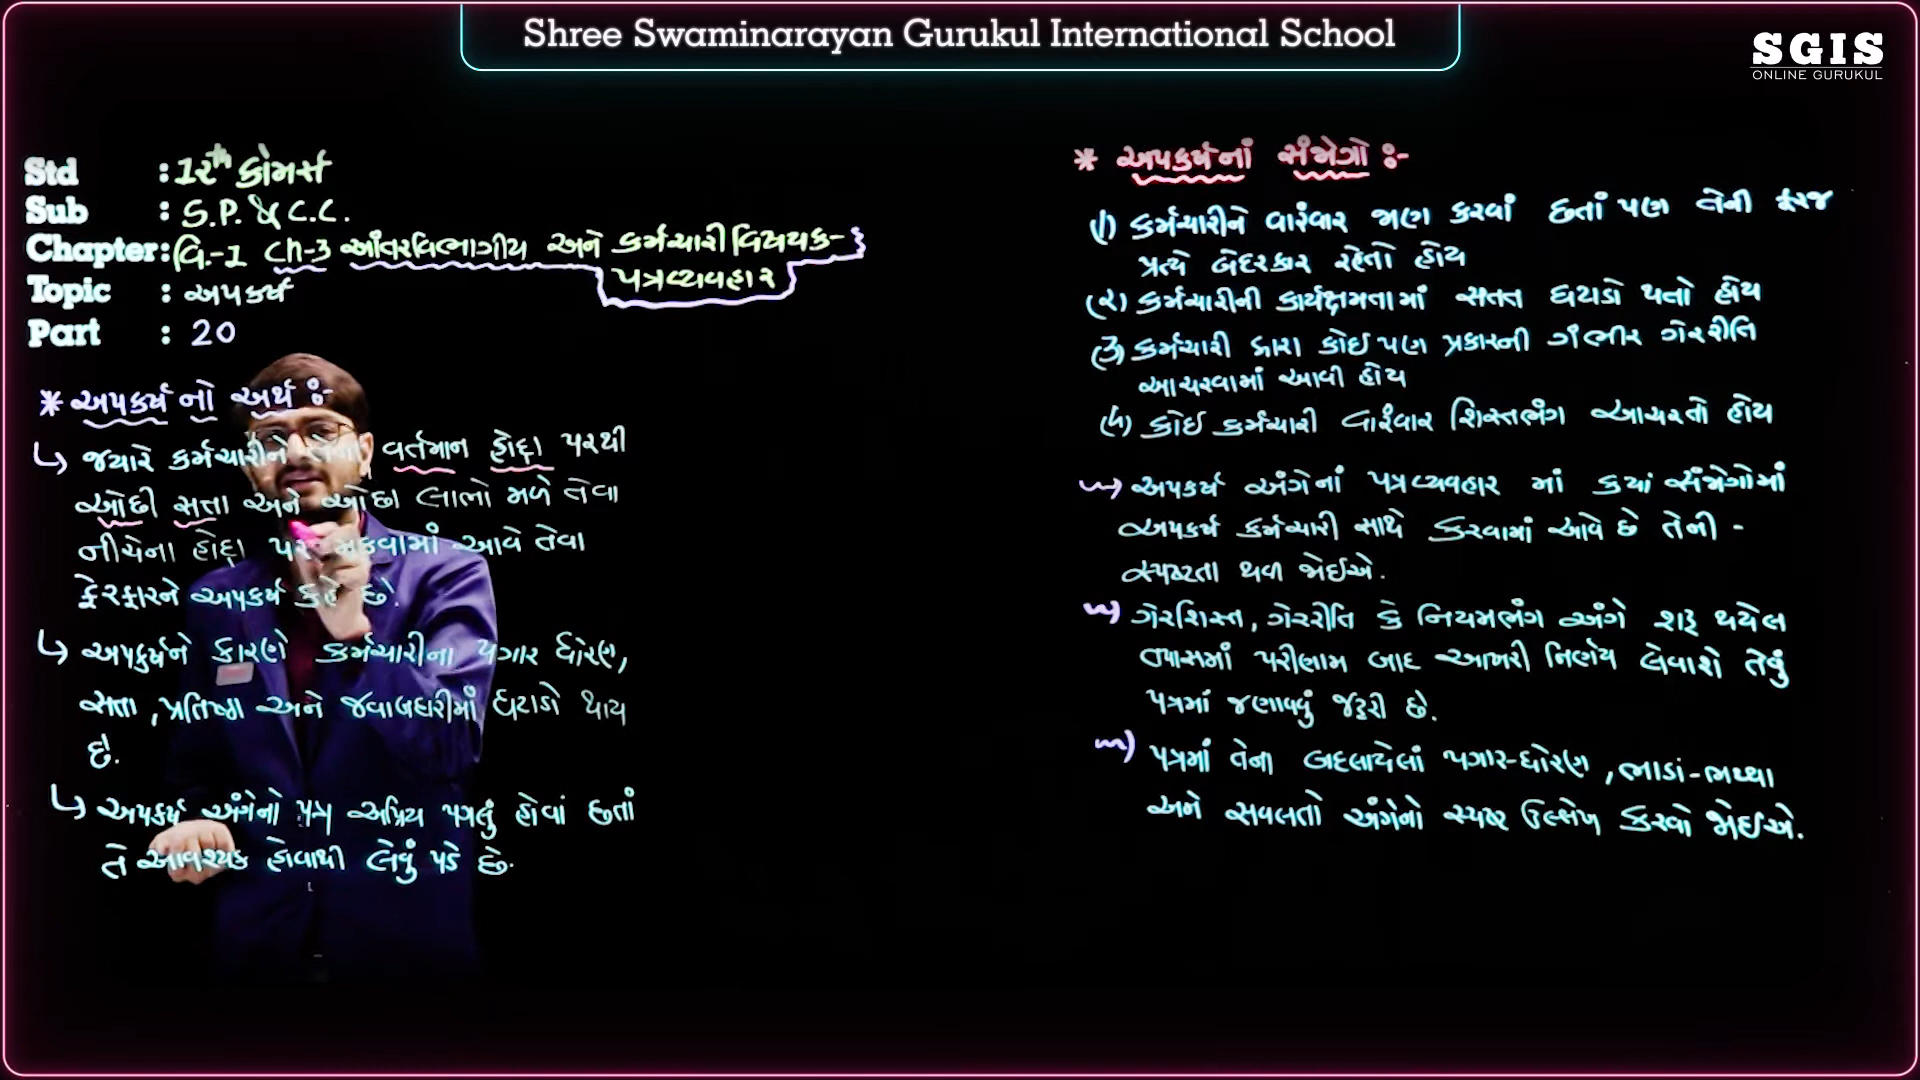 Shree Swaminarayan Gurukul International School
SGIS
ONLINE GURUKUL
Std : 12th કોમર્સ
Sub : S.P. & C.C.
Chapter: વિ.-1 Ch-3 આંતરવિભાગીય અને કર્મચારી વિષયક-
પત્રવ્યવહાર
Topic : અપકર્ષ
Part : 20
* અપકર્ષ નો અર્થ :-
↳ જ્યારે કર્મચારીને તેના વર્તમાન હોદ્દા પરથી
ઓછી સત્તા અને ઓછા લાભો મળે તેવા
નીચેના હોદ્દા પર મૂકવામાં આવે તેવા
ફેરફારને અપકર્ષ કહે છે.
↳ અપકર્ષને કારણે કર્મચારીના પગાર ધોરણ,
સત્તા, પ્રતિષ્ઠા અને જવાબદારીમાં ઘટાડો થાય
છે.
↳ અપકર્ષ અંગેનો પત્ર અપ્રિય પગલું હોવાં છતાં
તે આવશ્યક હોવાથી લેવું પડે છે.
* અપકર્ષનાં સંજોગો :-
(1) કર્મચારીને વારંવાર જાણ કરવાં છતાં પણ તેની ફરજ
પ્રત્યે બેદરકાર રહેતો હોય
(૨) કર્મચારીની કાર્યક્ષમતામાં સતત ઘટાડો થતો હોય
(૩) કર્મચારી દ્વારા કોઈ પણ પ્રકારની ગંભીર ગેરરીતિ
આચરવામાં આવી હોય
(૪) કોઈ કર્મચારી વારંવાર શિસ્તભંગ આચરતો હોય
અપકર્ષ અંગેનાં પત્રવ્યવહાર માં કયાં સંજોગોમાં
અપકર્ષ કર્મચારી સાથે કરવામાં આવે છે તેની -
સ્પષ્ટતા થવી જોઈએ.
ગેરશિસ્ત, ગેરરીતિ કે નિયમભંગ અંગે શરૂ થયેલ
તપાસમાં પરીણામ બાદ આખરી નિર્ણય લેવાશે તેવું
પત્રમાં જણાવવું જરૂરી છે.
પત્રમાં તેના બદલાયેલાં પગાર-ધોરણ, ભાડાં-ભથ્થા
અને સવલતો અંગેનો સ્પષ્ટ ઉલ્લેખ કરવો જોઈએ.